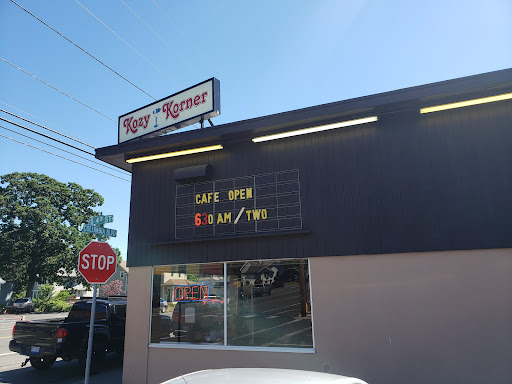 Kozy Korner
CAFE OPEN
630 AM/TWO
OPEN
STOP